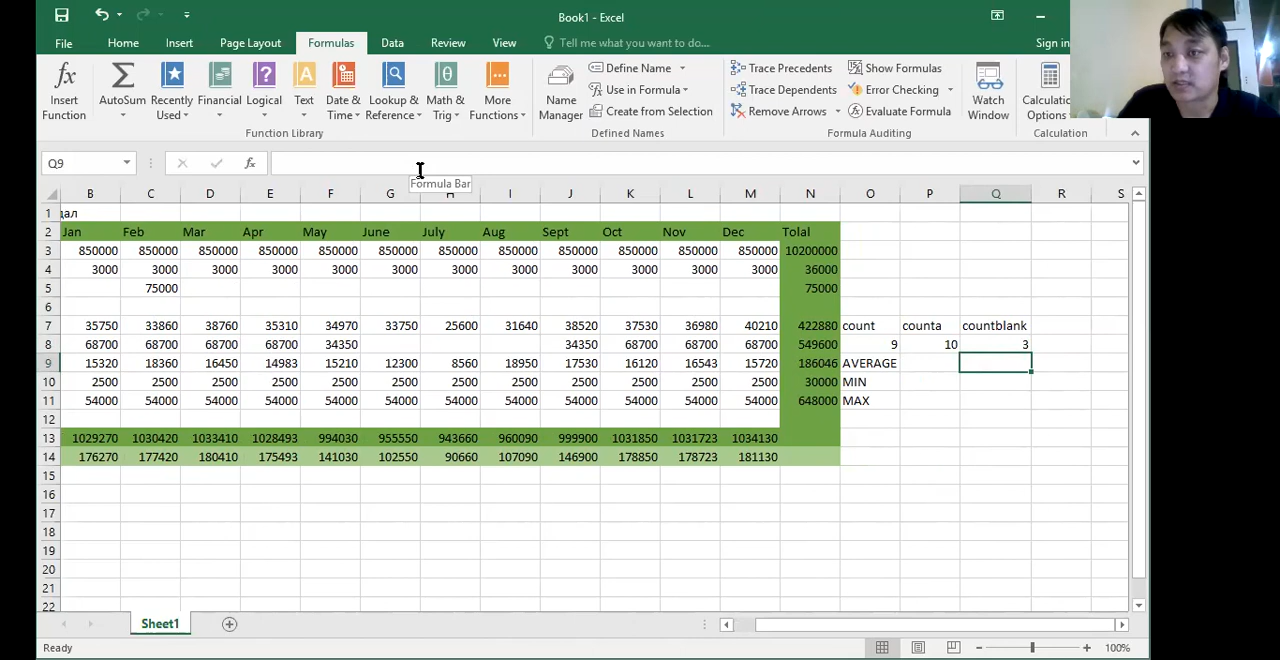 Book1 - Excel
File Home Insert Page Layout Formulas Data Review View Tell me what you want to do... Sign in
Insert Function
AutoSum
Recently Used
Financial
Logical
Text
Date & Time
Lookup & Reference
Math & Trig
More Functions
Function Library
Name Manager
Define Name
Use in Formula
Create from Selection
Defined Names
Trace Precedents
Trace Dependents
Remove Arrows
Show Formulas
Error Checking
Evaluate Formula
Formula Auditing
Watch Window
Calculatio
Options
Calculation
Q9 fx
Formula Bar
B C D E F G H I J K L M N O P Q R S
1 дал
2 Jan Feb Mar Apr May June July Aug Sept Oct Nov Dec Total
3 850000 850000 850000 850000 850000 850000 850000 850000 850000 850000 850000 850000 10200000
4 3000 3000 3000 3000 3000 3000 3000 3000 3000 3000 3000 3000 36000
5 75000 75000
6
7 35750 33860 38760 35310 34970 33750 25600 31640 38520 37530 36980 40210 422880 count counta countblank
8 68700 68700 68700 68700 34350 34350 68700 68700 68700 549600 9 10 3
9 15320 18360 16450 14983 15210 12300 8560 18950 17530 16120 16543 15720 186046 AVERAGE
10 2500 2500 2500 2500 2500 2500 2500 2500 2500 2500 2500 2500 30000 MIN
11 54000 54000 54000 54000 54000 54000 54000 54000 54000 54000 54000 54000 648000 MAX
12
13 1029270 1030420 1033410 1028493 994030 955550 943660 960090 999900 1031850 1031723 1034130
14 176270 177420 180410 175493 141030 102550 90660 107090 146900 178850 178723 181130
15
16
17
18
19
20
21
22
Sheet1
Ready 100%